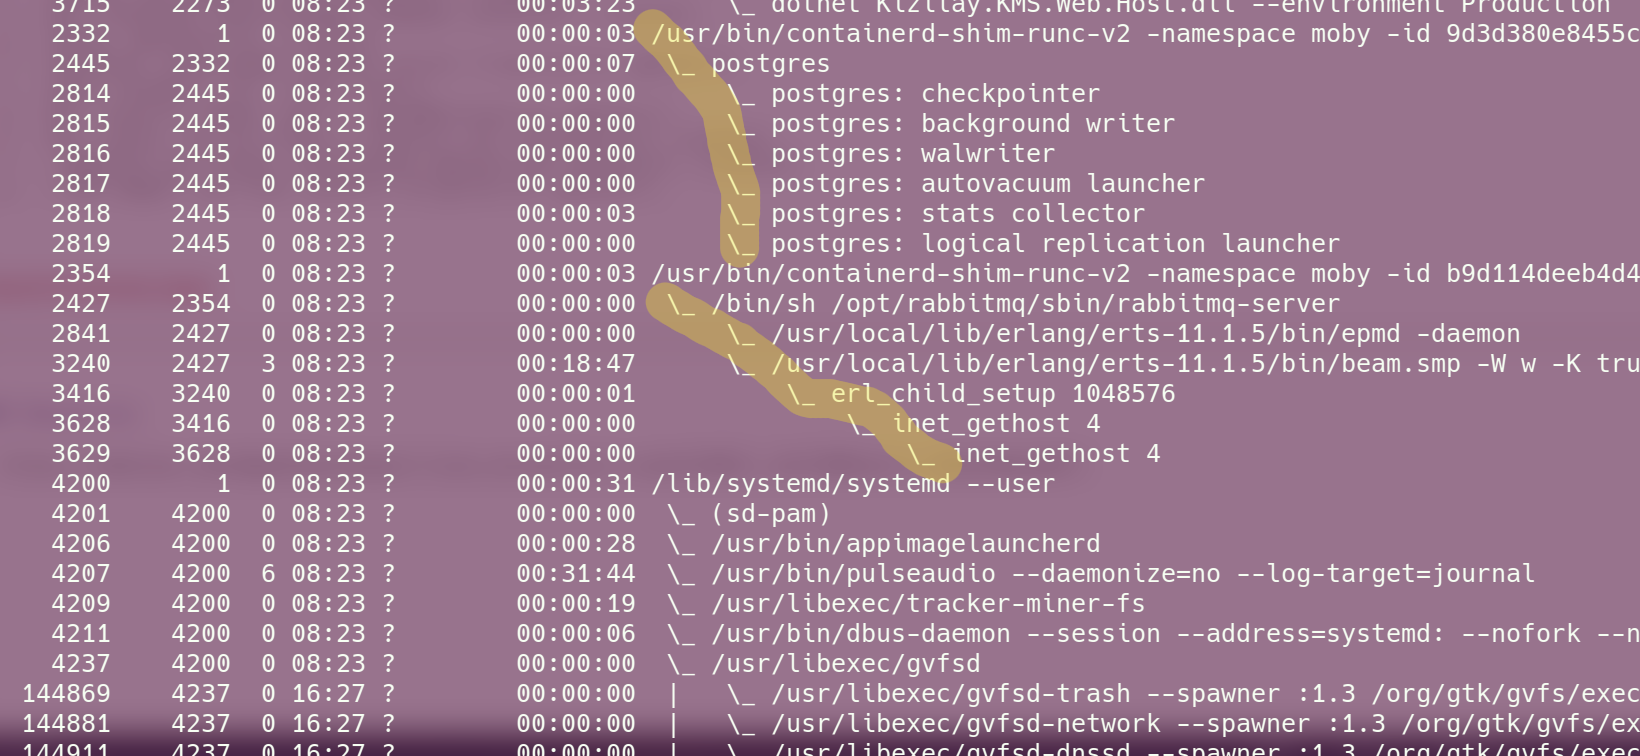 3715 2273 0 08:23 ? 00:03:23 \_ dotnet Kizilay.KMS.Web.Host.dll --environment Production
2332 1 0 08:23 ? 00:00:03 /usr/bin/containerd-shim-runc-v2 -namespace moby -id 9d3d380e8455c
2445 2332 0 08:23 ? 00:00:07 \_ postgres
2814 2445 0 08:23 ? 00:00:00 \_ postgres: checkpointer
2815 2445 0 08:23 ? 00:00:00 \_ postgres: background writer
2816 2445 0 08:23 ? 00:00:00 \_ postgres: walwriter
2817 2445 0 08:23 ? 00:00:00 \_ postgres: autovacuum launcher
2818 2445 0 08:23 ? 00:00:03 \_ postgres: stats collector
2819 2445 0 08:23 ? 00:00:00 \_ postgres: logical replication launcher
2354 1 0 08:23 ? 00:00:03 /usr/bin/containerd-shim-runc-v2 -namespace moby -id b9d114deeb4d4
2427 2354 0 08:23 ? 00:00:00 \_ /bin/sh /opt/rabbitmq/sbin/rabbitmq-server
2841 2427 0 08:23 ? 00:00:00 \_ /usr/local/lib/erlang/erts-11.1.5/bin/epmd -daemon
3240 2427 3 08:23 ? 00:18:47 \_ /usr/local/lib/erlang/erts-11.1.5/bin/beam.smp -W w -K tru
3416 3240 0 08:23 ? 00:00:01 \_ erl_child_setup 1048576
3628 3416 0 08:23 ? 00:00:00 \_ inet_gethost 4
3629 3628 0 08:23 ? 00:00:00 \_ inet_gethost 4
4200 1 0 08:23 ? 00:00:31 /lib/systemd/systemd --user
4201 4200 0 08:23 ? 00:00:00 \_ (sd-pam)
4206 4200 0 08:23 ? 00:00:28 \_ /usr/bin/appimagelauncherd
4207 4200 6 08:23 ? 00:31:44 \_ /usr/bin/pulseaudio --daemonize=no --log-target=journal
4209 4200 0 08:23 ? 00:00:19 \_ /usr/libexec/tracker-miner-fs
4211 4200 0 08:23 ? 00:00:06 \_ /usr/bin/dbus-daemon --session --address=systemd: --nofork --n
4237 4200 0 08:23 ? 00:00:00 \_ /usr/libexec/gvfsd
144869 4237 0 16:27 ? 00:00:00 | \_ /usr/libexec/gvfsd-trash --spawner :1.3 /org/gtk/gvfs/exec
144881 4237 0 16:27 ? 00:00:00 | \_ /usr/libexec/gvfsd-network --spawner :1.3 /org/gtk/gvfs/ex
144911 4237 0 16:27 ? 00:00:00 | \_ /usr/libexec/gvfsd-dnssd --spawner :1.3 /org/gtk/gvfs/exec